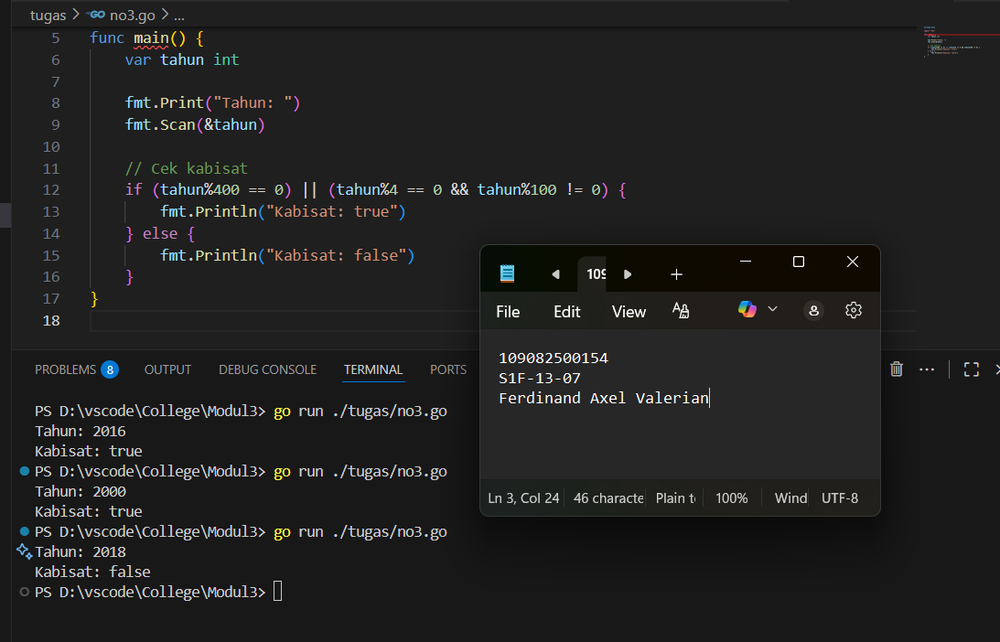 tugas > GO no3.go > ...
5 func main() {
6 var tahun int
7
8 fmt.Print("Tahun: ")
9 fmt.Scan(&tahun)
10
11 // Cek kabisat
12 if (tahun%400 == 0) || (tahun%4 == 0 && tahun%100 != 0) {
13 fmt.Println("Kabisat: true")
14 } else {
15 fmt.Println("Kabisat: false")
16 }
17 }
18
PROBLEMS 8 OUTPUT DEBUG CONSOLE TERMINAL PORTS
PS D:\vscode\College\Modul3> go run ./tugas/no3.go
Tahun: 2016
Kabisat: true
PS D:\vscode\College\Modul3> go run ./tugas/no3.go
Tahun: 2000
Kabisat: true
PS D:\vscode\College\Modul3> go run ./tugas/no3.go
Tahun: 2018
Kabisat: false
PS D:\vscode\College\Modul3>
109
File Edit View
109082500154
S1F-13-07
Ferdinand Axel Valerian
Ln 3, Col 24 46 characte Plain t 100% Wind UTF-8